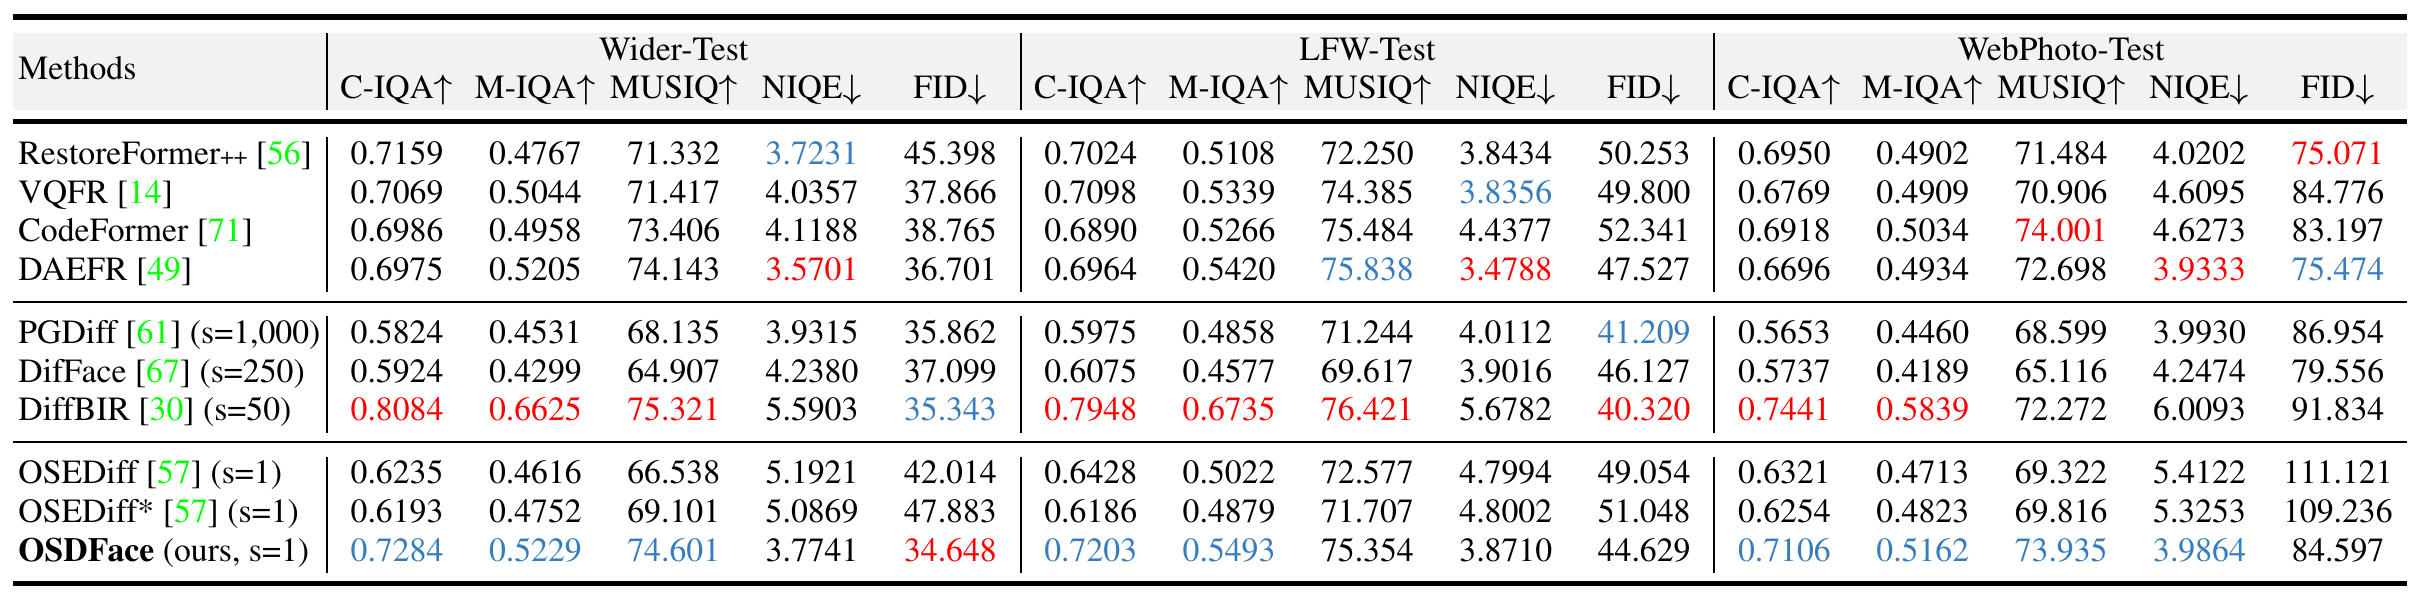 Methods Wider-Test LFW-Test WebPhoto-Test
C-IQA↑ M-IQA↑ MUSIQ↑ NIQE↓ FID↓ C-IQA↑ M-IQA↑ MUSIQ↑ NIQE↓ FID↓ C-IQA↑ M-IQA↑ MUSIQ↑ NIQE↓ FID↓
RestoreFormer++ [56] 0.7159 0.4767 71.332 3.7231 45.398 0.7024 0.5108 72.250 3.8434 50.253 0.6950 0.4902 71.484 4.0202 75.071
VQFR [14] 0.7069 0.5044 71.417 4.0357 37.866 0.7098 0.5339 74.385 3.8356 49.800 0.6769 0.4909 70.906 4.6095 84.776
CodeFormer [71] 0.6986 0.4958 73.406 4.1188 38.765 0.6890 0.5266 75.484 4.4377 52.341 0.6918 0.5034 74.001 4.6273 83.197
DAEFR [49] 0.6975 0.5205 74.143 3.5701 36.701 0.6964 0.5420 75.838 3.4788 47.527 0.6696 0.4934 72.698 3.9333 75.474
PGDiff [61] (s=1,000) 0.5824 0.4531 68.135 3.9315 35.862 0.5975 0.4858 71.244 4.0112 41.209 0.5653 0.4460 68.599 3.9930 86.954
DifFace [67] (s=250) 0.5924 0.4299 64.907 4.2380 37.099 0.6075 0.4577 69.617 3.9016 46.127 0.5737 0.4189 65.116 4.2474 79.556
DiffBIR [30] (s=50) 0.8084 0.6625 75.321 5.5903 35.343 0.7948 0.6735 76.421 5.6782 40.320 0.7441 0.5839 72.272 6.0093 91.834
OSEDiff [57] (s=1) 0.6235 0.4616 66.538 5.1921 42.014 0.6428 0.5022 72.577 4.7994 49.054 0.6321 0.4713 69.322 5.4122 111.121
OSEDiff* [57] (s=1) 0.6193 0.4752 69.101 5.0869 47.883 0.6186 0.4879 71.707 4.8002 51.048 0.6254 0.4823 69.816 5.3253 109.236
OSDFace (ours, s=1) 0.7284 0.5229 74.601 3.7741 34.648 0.7203 0.5493 75.354 3.8710 44.629 0.7106 0.5162 73.935 3.9864 84.597